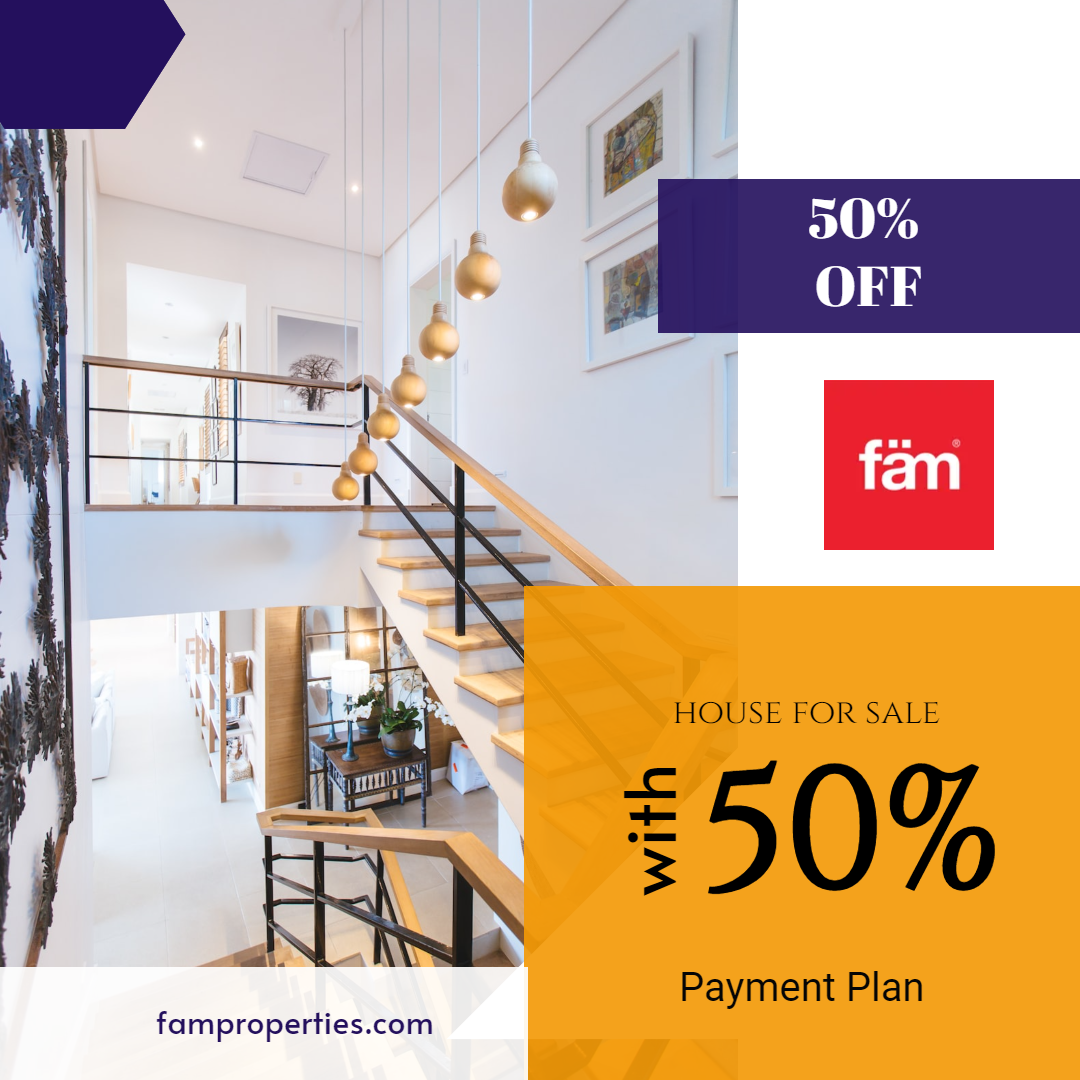 50%
OFF
fäm®
HOUSE FOR SALE
with 50%
Payment Plan
famproperties.com